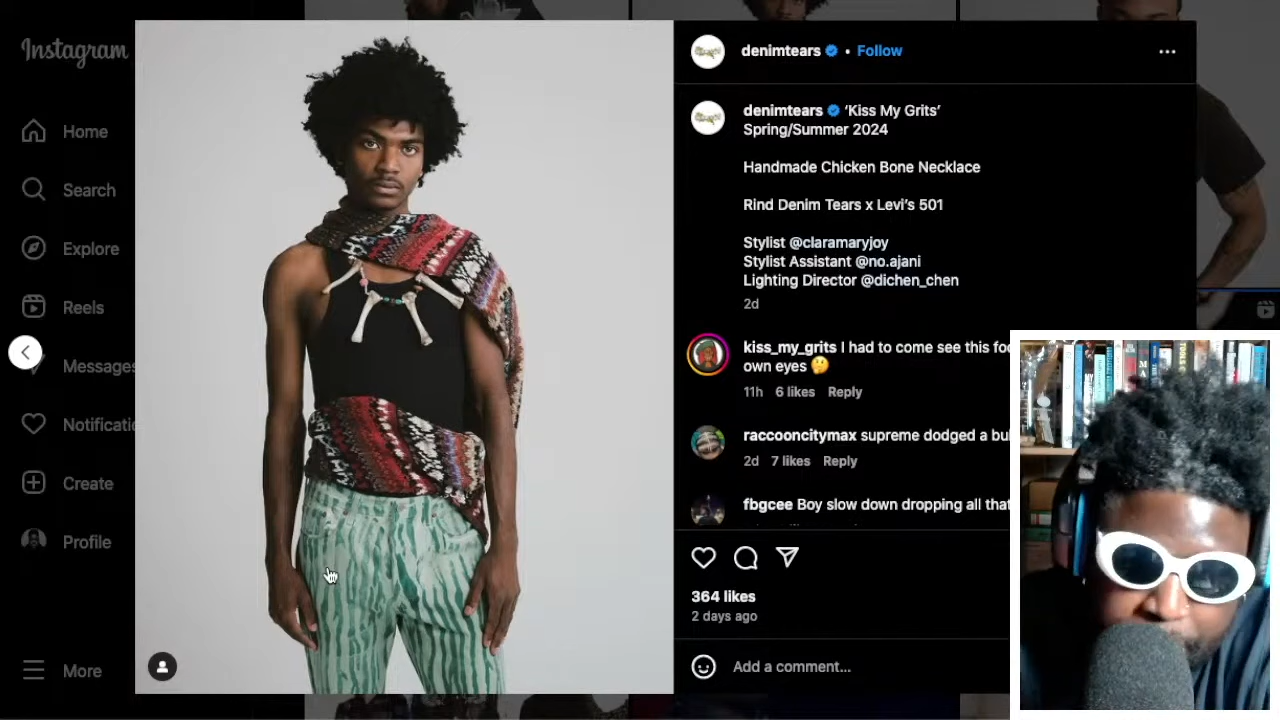 Instagram
Home
Search
Explore
Reels
Messages
Create
Profile
More
denimtears • Follow
denimtears ‘Kiss My Grits’
Spring/Summer 2024
Handmade Chicken Bone Necklace
Rind Denim Tears x Levi’s 501
Stylist @claramaryjoy
Stylist Assistant @no.ajani
Lighting Director @dichen_chen
2d
kiss_my_grits I had to come see this
own eyes 🤔
11h 6 likes Reply
raccooncitymax supreme dodged a
2d 7 likes Reply
fbgcee Boy slow down dropping all that
364 likes
2 days ago
Add a comment...